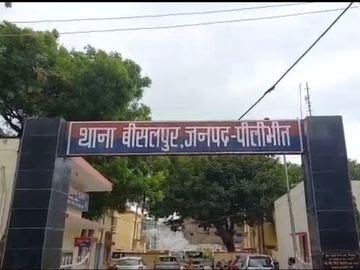 थाना बीसलपुर, जनपद-पीलीभीत